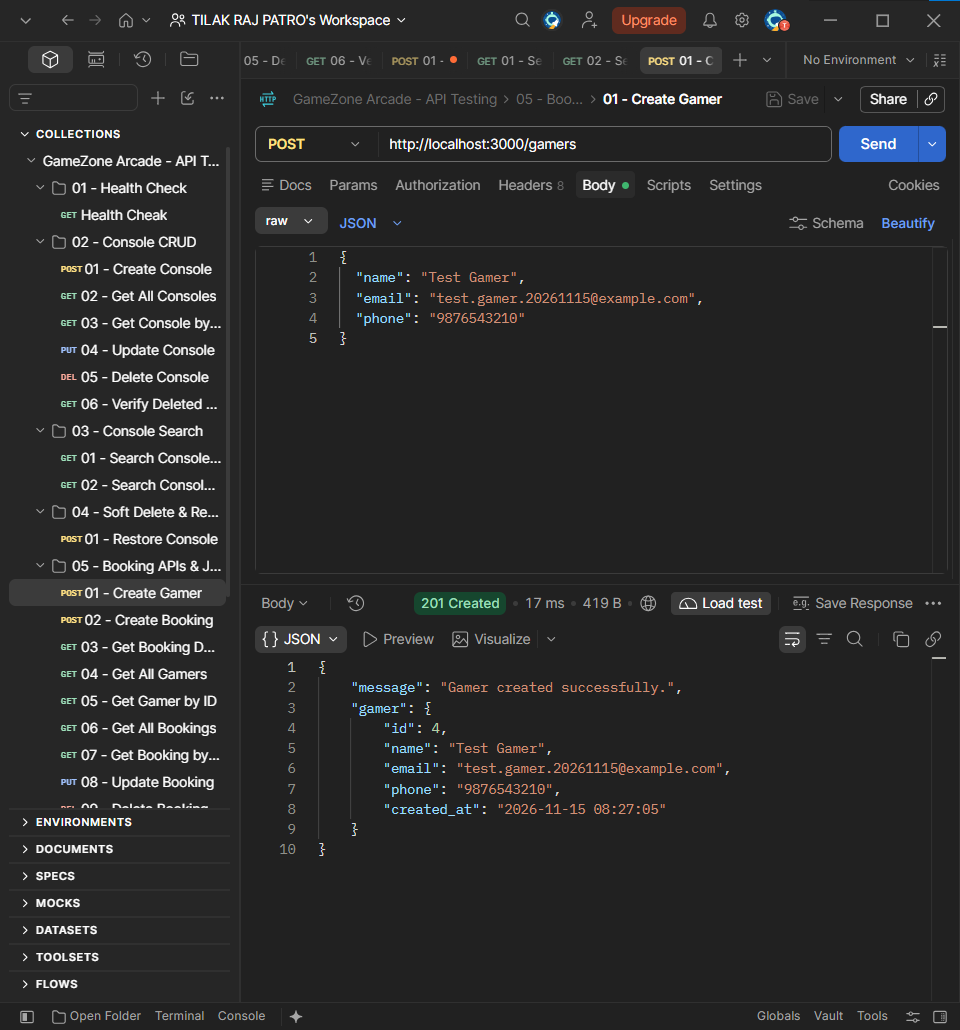 TILAK RAJ PATRO's Workspace
Upgrade
T
05 - De
GET 06 - Ve
POST 01 -
GET 01 - Se
GET 02 - Se
POST 01 - C
No Environment
GameZone Arcade - API Testing > 05 - Boo... > 01 - Create Gamer
Save
Share
COLLECTIONS
GameZone Arcade - API T...
01 - Health Check
GET Health Cheak
02 - Console CRUD
POST 01 - Create Console
GET 02 - Get All Consoles
GET 03 - Get Console by...
PUT 04 - Update Console
DEL 05 - Delete Console
GET 06 - Verify Deleted ...
03 - Console Search
GET 01 - Search Console...
GET 02 - Search Consol...
04 - Soft Delete & Re...
POST 01 - Restore Console
05 - Booking APIs & J...
POST 01 - Create Gamer
POST 02 - Create Booking
GET 03 - Get Booking D...
GET 04 - Get All Gamers
GET 05 - Get Gamer by ID
GET 06 - Get All Bookings
GET 07 - Get Booking by...
PUT 08 - Update Booking
DEL 09 - Delete Booking
ENVIRONMENTS
DOCUMENTS
SPECS
MOCKS
DATASETS
TOOLSETS
FLOWS
HTTP
POST
http://localhost:3000/gamers
Send
Docs
Params
Authorization
Headers 8
Body
Scripts
Settings
Cookies
raw
JSON
Schema
Beautify
1 {
2 "name": "Test Gamer",
3 "email": "test.gamer.20261115@example.com",
4 "phone": "9876543210"
5 }
Body
201 Created
17 ms
419 B
Load test
e.g. Save Response
{} JSON
Preview
Visualize
1 {
2 "message": "Gamer created successfully.",
3 "gamer": {
4 "id": 4,
5 "name": "Test Gamer",
6 "email": "test.gamer.20261115@example.com",
7 "phone": "9876543210",
8 "created_at": "2026-11-15 08:27:05"
9 }
10 }
Open Folder
Terminal
Console
Globals
Vault
Tools